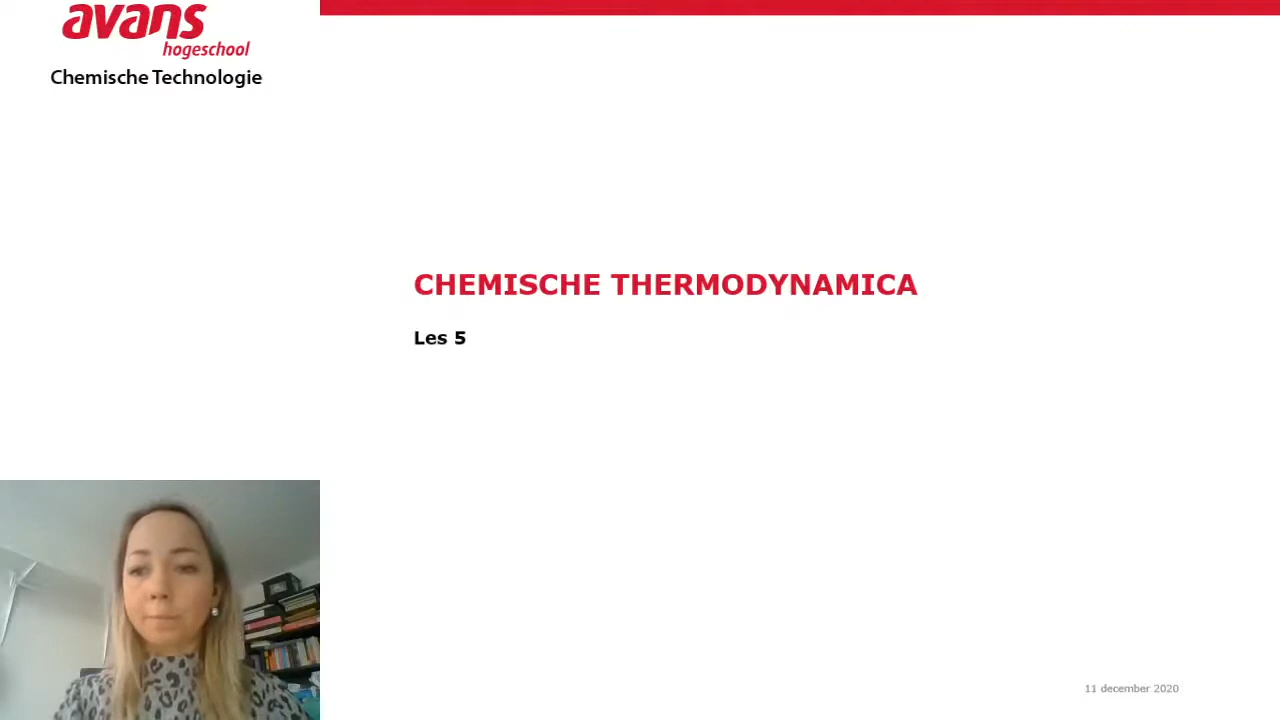 avans
hogeschool
Chemische Technologie
CHEMISCHE THERMODYNAMICA
Les 5
11 december 2020